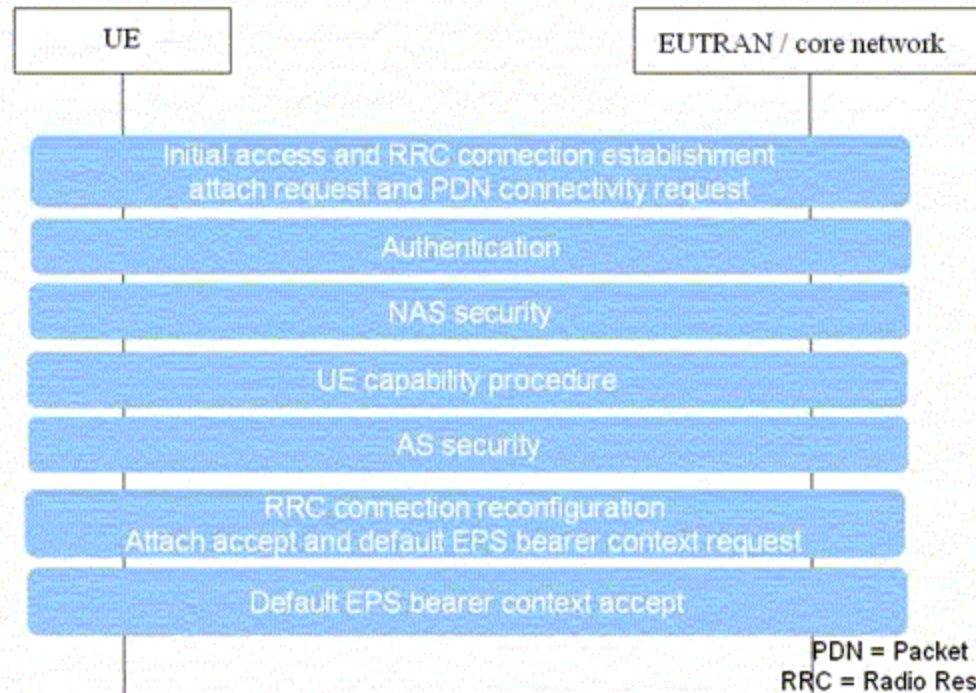 UE
EUTRAN / core network
Initial access and RRC connection establishment
attach request and PDN connectivity request
Authentication
NAS security
UE capability procedure
AS security
RRC connection reconfiguration
Attach accept and default EPS bearer context request
Default EPS bearer context accept
PDN = Packet
RRC = Radio Res